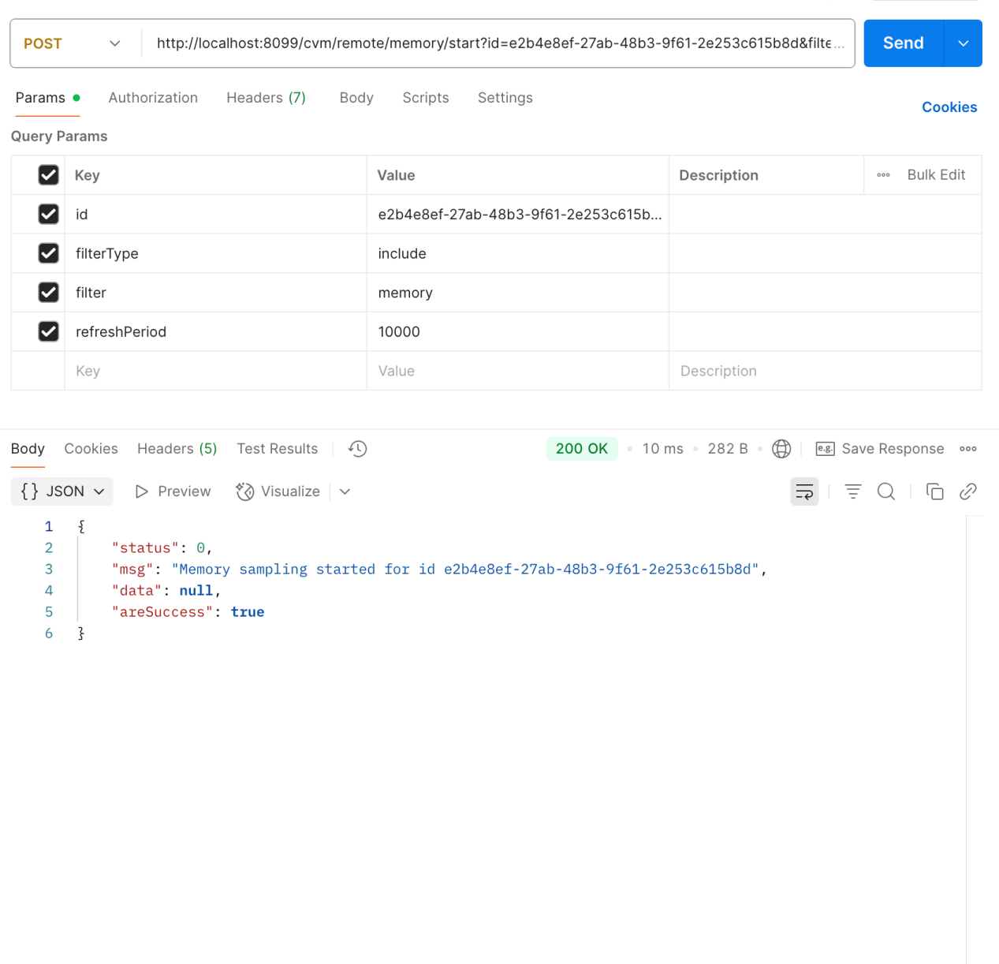 POST http://localhost:8099/cvm/remote/memory/start?id=e2b4e8ef-27ab-48b3-9f61-2e253c615b8d&filte... Send
Params Authorization Headers (7) Body Scripts Settings Cookies
Query Params
Key Value Description Bulk Edit
id e2b4e8ef-27ab-48b3-9f61-2e253c615b...
filterType include
filter memory
refreshPeriod 10000
Key Value Description
Body Cookies Headers (5) Test Results 200 OK 10 ms 282 B e.g. Save Response
{} JSON Preview Visualize
1 {
2 "status": 0,
3 "msg": "Memory sampling started for id e2b4e8ef-27ab-48b3-9f61-2e253c615b8d",
4 "data": null,
5 "areSuccess": true
6 }